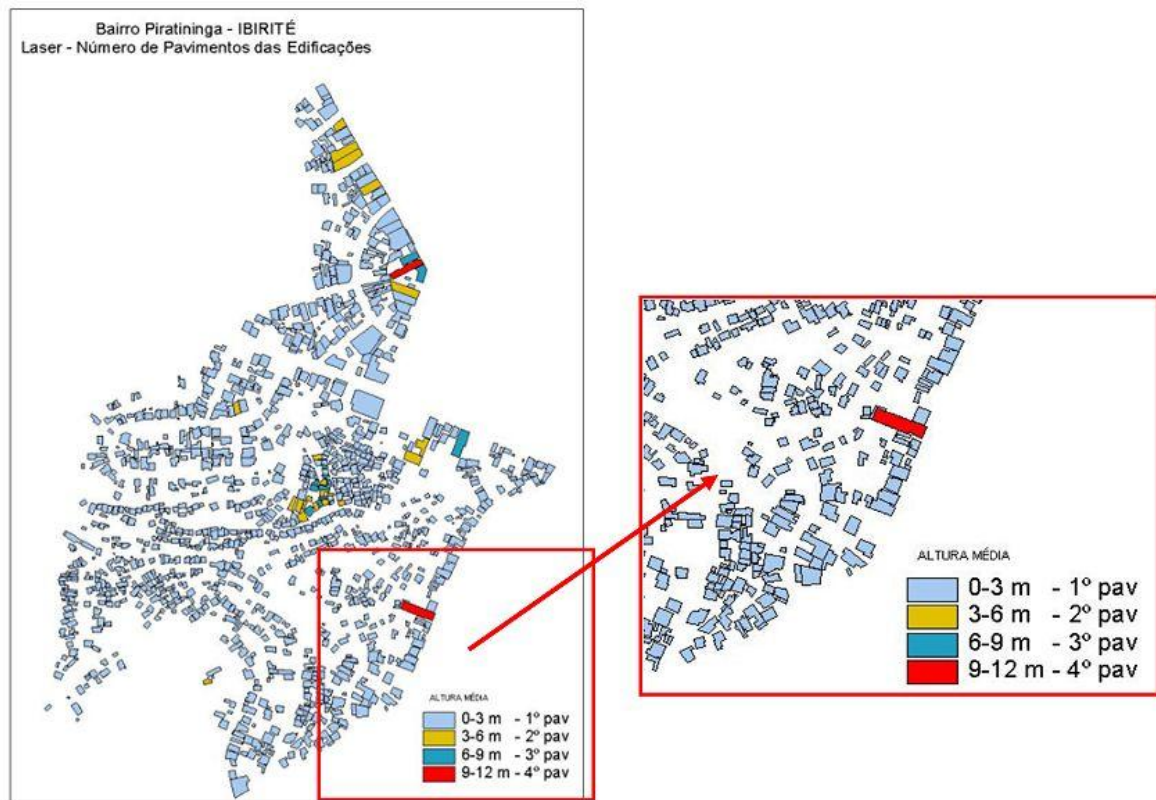 Bairro Piratininga - IBIRITÉ
Laser - Número de Pavimentos das Edificações
ALTURA MÉDIA
0-3 m - 1º pav
3-6 m - 2º pav
6-9 m - 3º pav
9-12 m - 4º pav
ALTURA MÉDIA
0-3 m - 1º pav
3-6 m - 2º pav
6-9 m - 3º pav
9-12 m - 4º pav